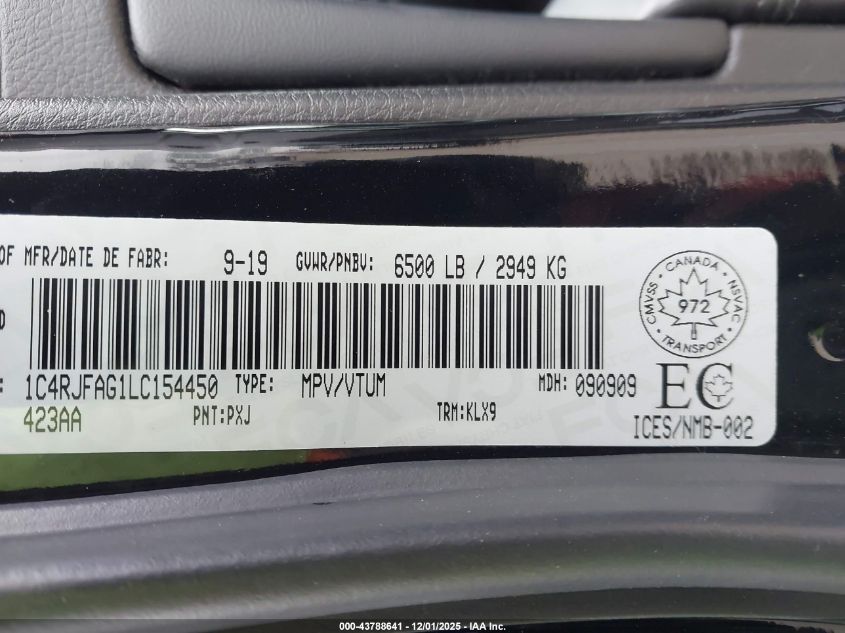 OF MFR/DATE DE FABR: 9-19 GVWR/PNBV: 6500 LB / 2949 KG
D
: 1C4RJFAG1LC154450 TYPE: MPV/VTUM MDH: 090909
423AA PNT:PXJ TRM:KLX9
CANADA
CMVSS NSVAC
972
TRANSPORT
EC
ICES/NMB-002
000-43788641 - 12/01/2025 - IAA Inc.